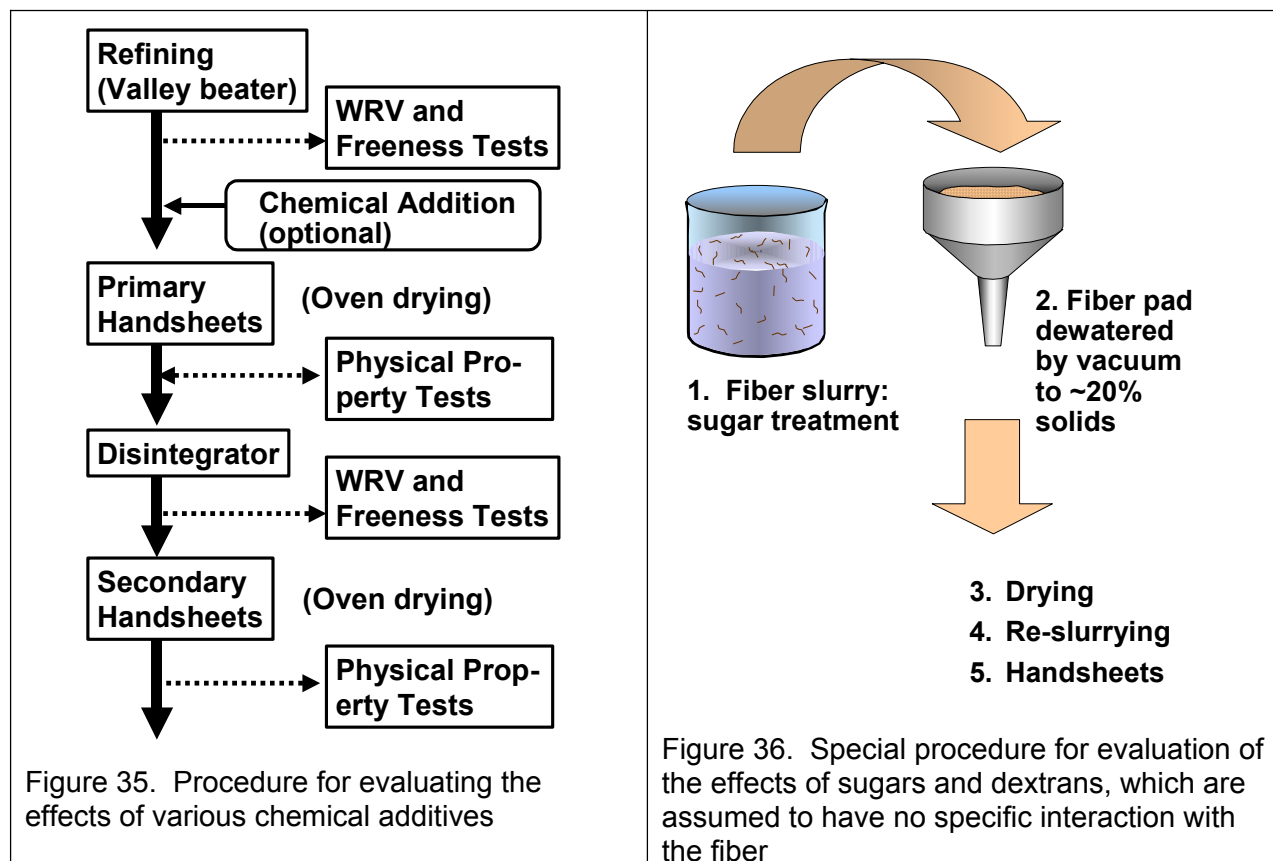 Refining
(Valley beater)
WRV and
Freeness Tests
Chemical Addition
(optional)
Primary
Handsheets
(Oven drying)
Physical Pro-
perty Tests
Disintegrator
WRV and
Freeness Tests
Secondary
Handsheets
(Oven drying)
Physical Prop-
erty Tests
Figure 35. Procedure for evaluating the
effects of various chemical additives
1. Fiber slurry:
sugar treatment
2. Fiber pad
dewatered
by vacuum
to ~20%
solids
3. Drying
4. Re-slurrying
5. Handsheets
Figure 36. Special procedure for evaluation of
the effects of sugars and dextrans, which are
assumed to have no specific interaction with
the fiber